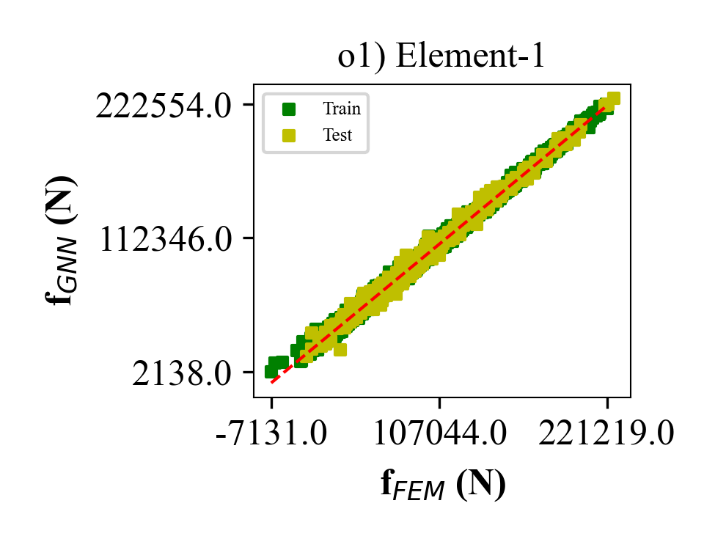 o1) Element-1
222554.0
112346.0
2138.0
f_GNN (N)
Train
Test
-7131.0 107044.0 221219.0
f_FEM (N)